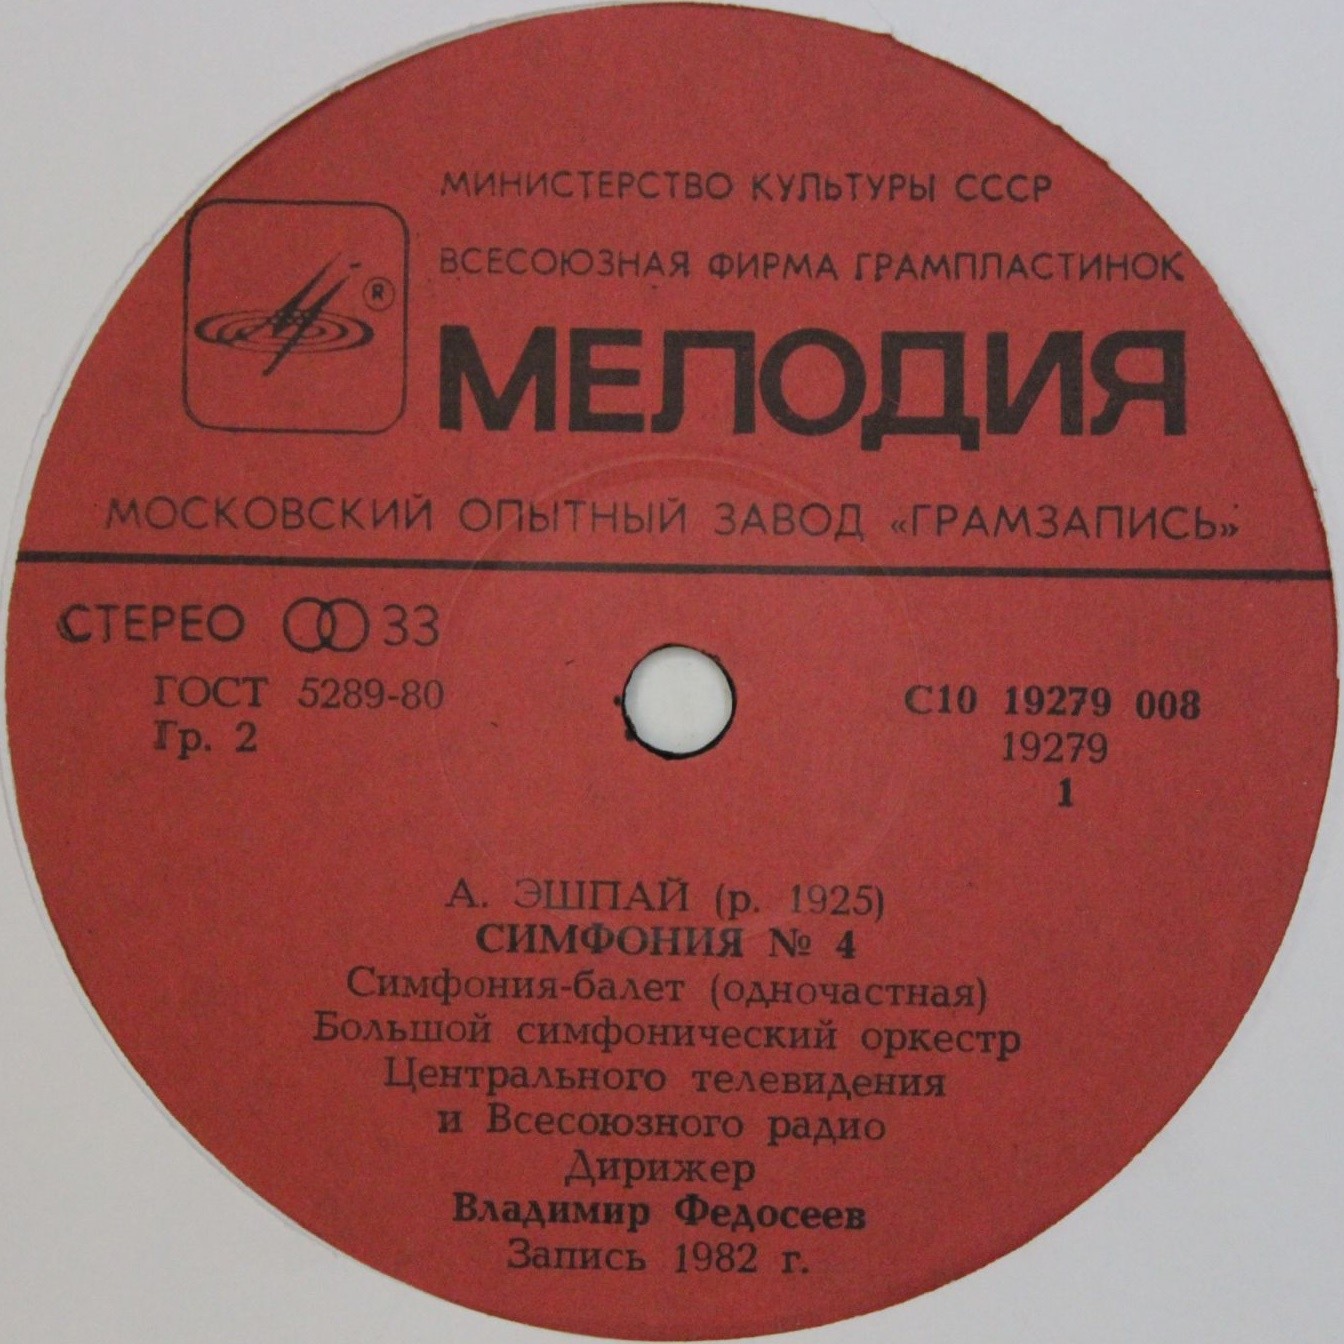 МИНИСТЕРСТВО КУЛЬТУРЫ СССР
ВСЕСОЮЗНАЯ ФИРМА ГРАМПЛАСТИНОК
®
МЕЛОДИЯ
МОСКОВСКИЙ ОПЫТНЫЙ ЗАВОД «ГРАМЗАПИСЬ»
СТЕРЕО 33
ГОСТ 5289-80
Гр. 2
С10 19279 008
19279
1
А. ЭШПАЙ (р. 1925)
СИМФОНИЯ № 4
Симфония-балет (одночастная)
Большой симфонический оркестр
Центрального телевидения
и Всесоюзного радио
Дирижер
Владимир Федосеев
Запись 1982 г.